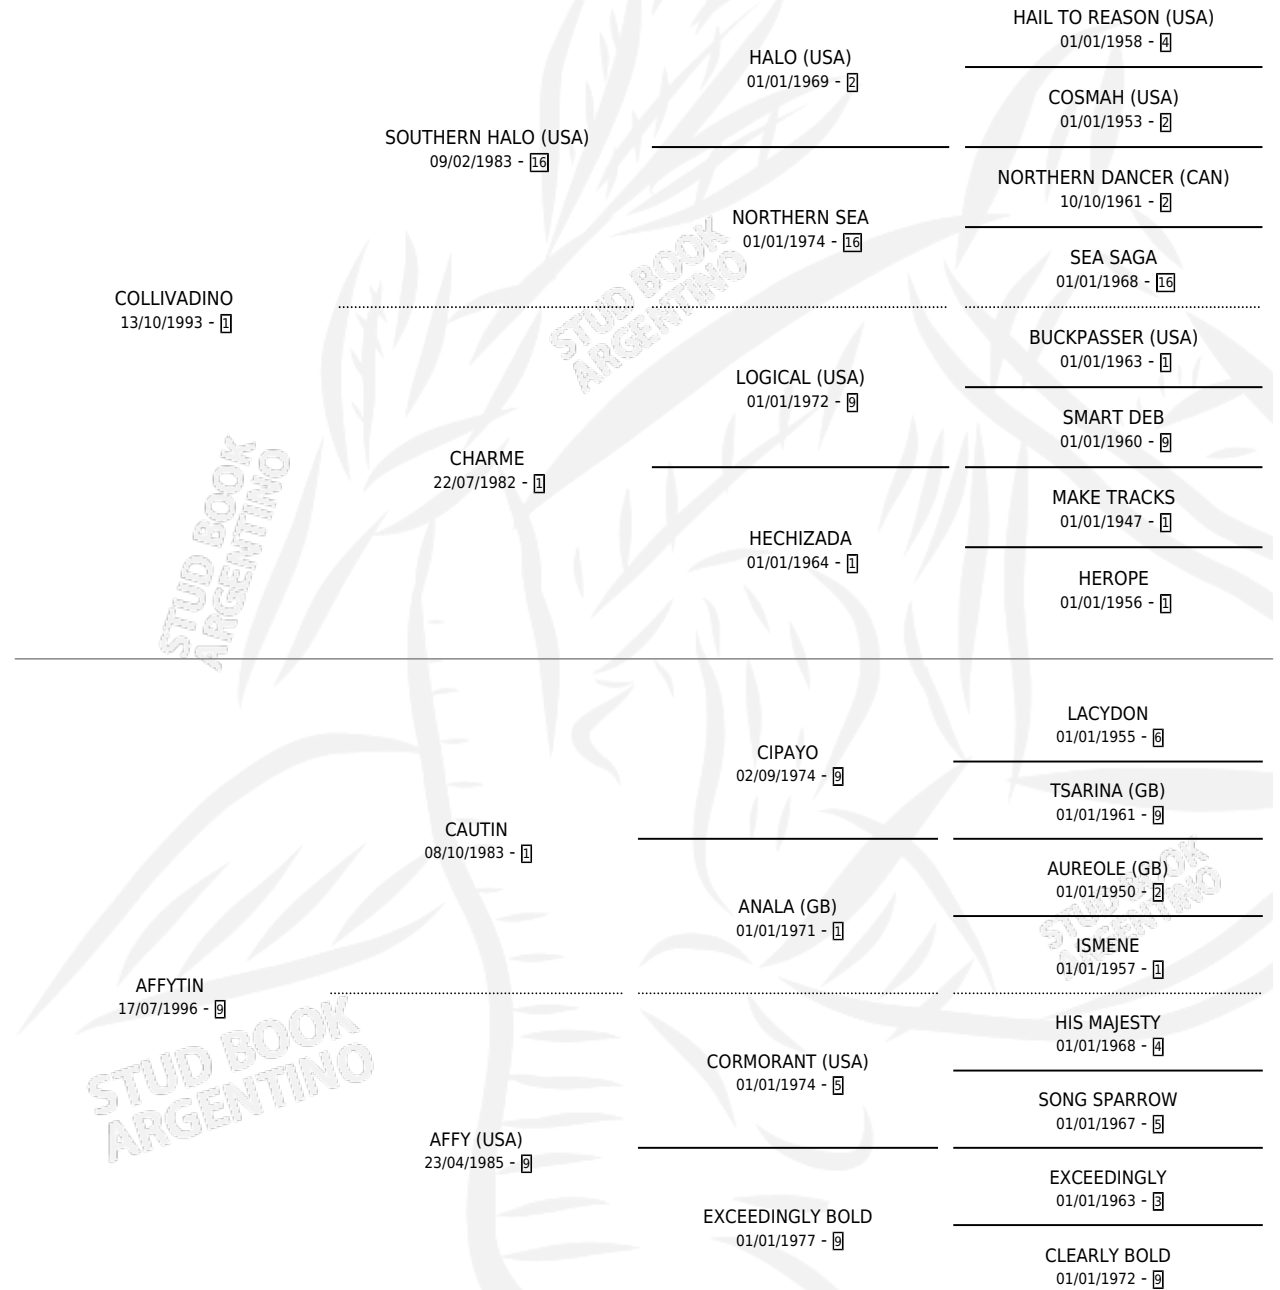 HAIL TO REASON (USA)
01/01/1958 - 4
HALO (USA)
01/01/1969 - 2
COSMAH (USA)
01/01/1953 - 2
SOUTHERN HALO (USA)
09/02/1983 - 16
NORTHERN DANCER (CAN)
10/10/1961 - 2
NORTHERN SEA
01/01/1974 - 16
SEA SAGA
01/01/1968 - 16
COLLIVADINO
13/10/1993 - 1
BUCKPASSER (USA)
01/01/1963 - 1
LOGICAL (USA)
01/01/1972 - 9
SMART DEB
01/01/1960 - 9
CHARME
22/07/1982 - 1
MAKE TRACKS
01/01/1947 - 1
HECHIZADA
01/01/1964 - 1
HEROPE
01/01/1956 - 1
LACYDON
01/01/1955 - 6
CIPAYO
02/09/1974 - 9
TSARINA (GB)
01/01/1961 - 9
CAUTIN
08/10/1983 - 1
AUREOLE (GB)
01/01/1950 - 2
ANALA (GB)
01/01/1971 - 1
ISMENE
01/01/1957 - 1
AFFYTIN
17/07/1996 - 9
HIS MAJESTY
01/01/1968 - 4
CORMORANT (USA)
01/01/1974 - 5
SONG SPARROW
01/01/1967 - 5
AFFY (USA)
23/04/1985 - 9
EXCEEDINGLY
01/01/1963 - 3
EXCEEDINGLY BOLD
01/01/1977 - 9
CLEARLY BOLD
01/01/1972 - 9
STUD BOOK
ARGENTINO
STUD BOOK
ARGENTINO
STUD BOOK
ARGENTINO
STUD BOOK
ARGENTINO